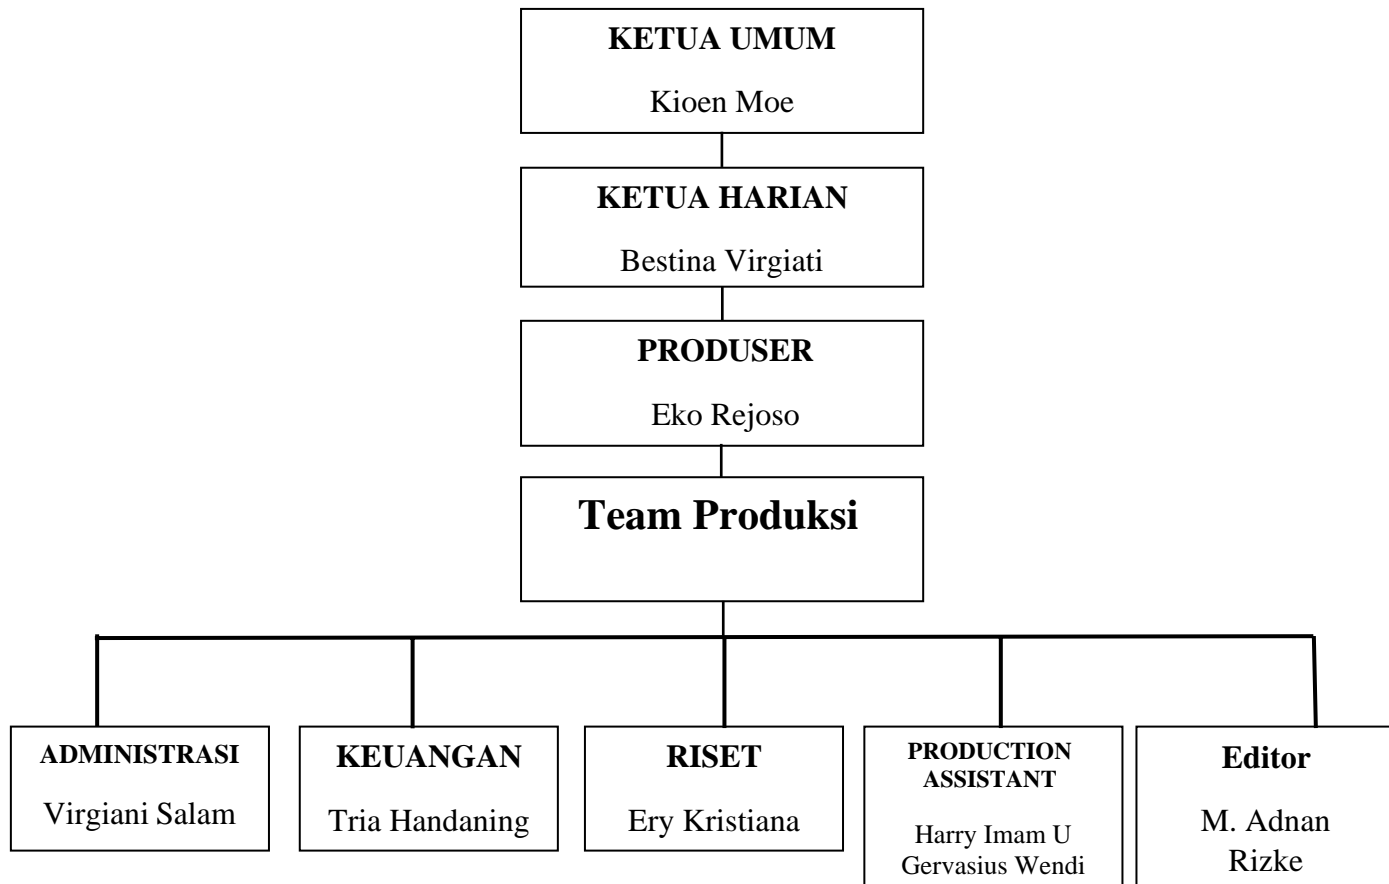 KETUA UMUM
Kioen Moe
KETUA HARIAN
Bestina Virgiati
PRODUSER
Eko Rejoso
Team Produksi
ADMINISTRASI
Virgiani Salam
KEUANGAN
Tria Handaning
RISET
Ery Kristiana
PRODUCTION
ASSISTANT
Harry Imam U
Gervasius Wendi
Editor
M. Adnan
Rizke